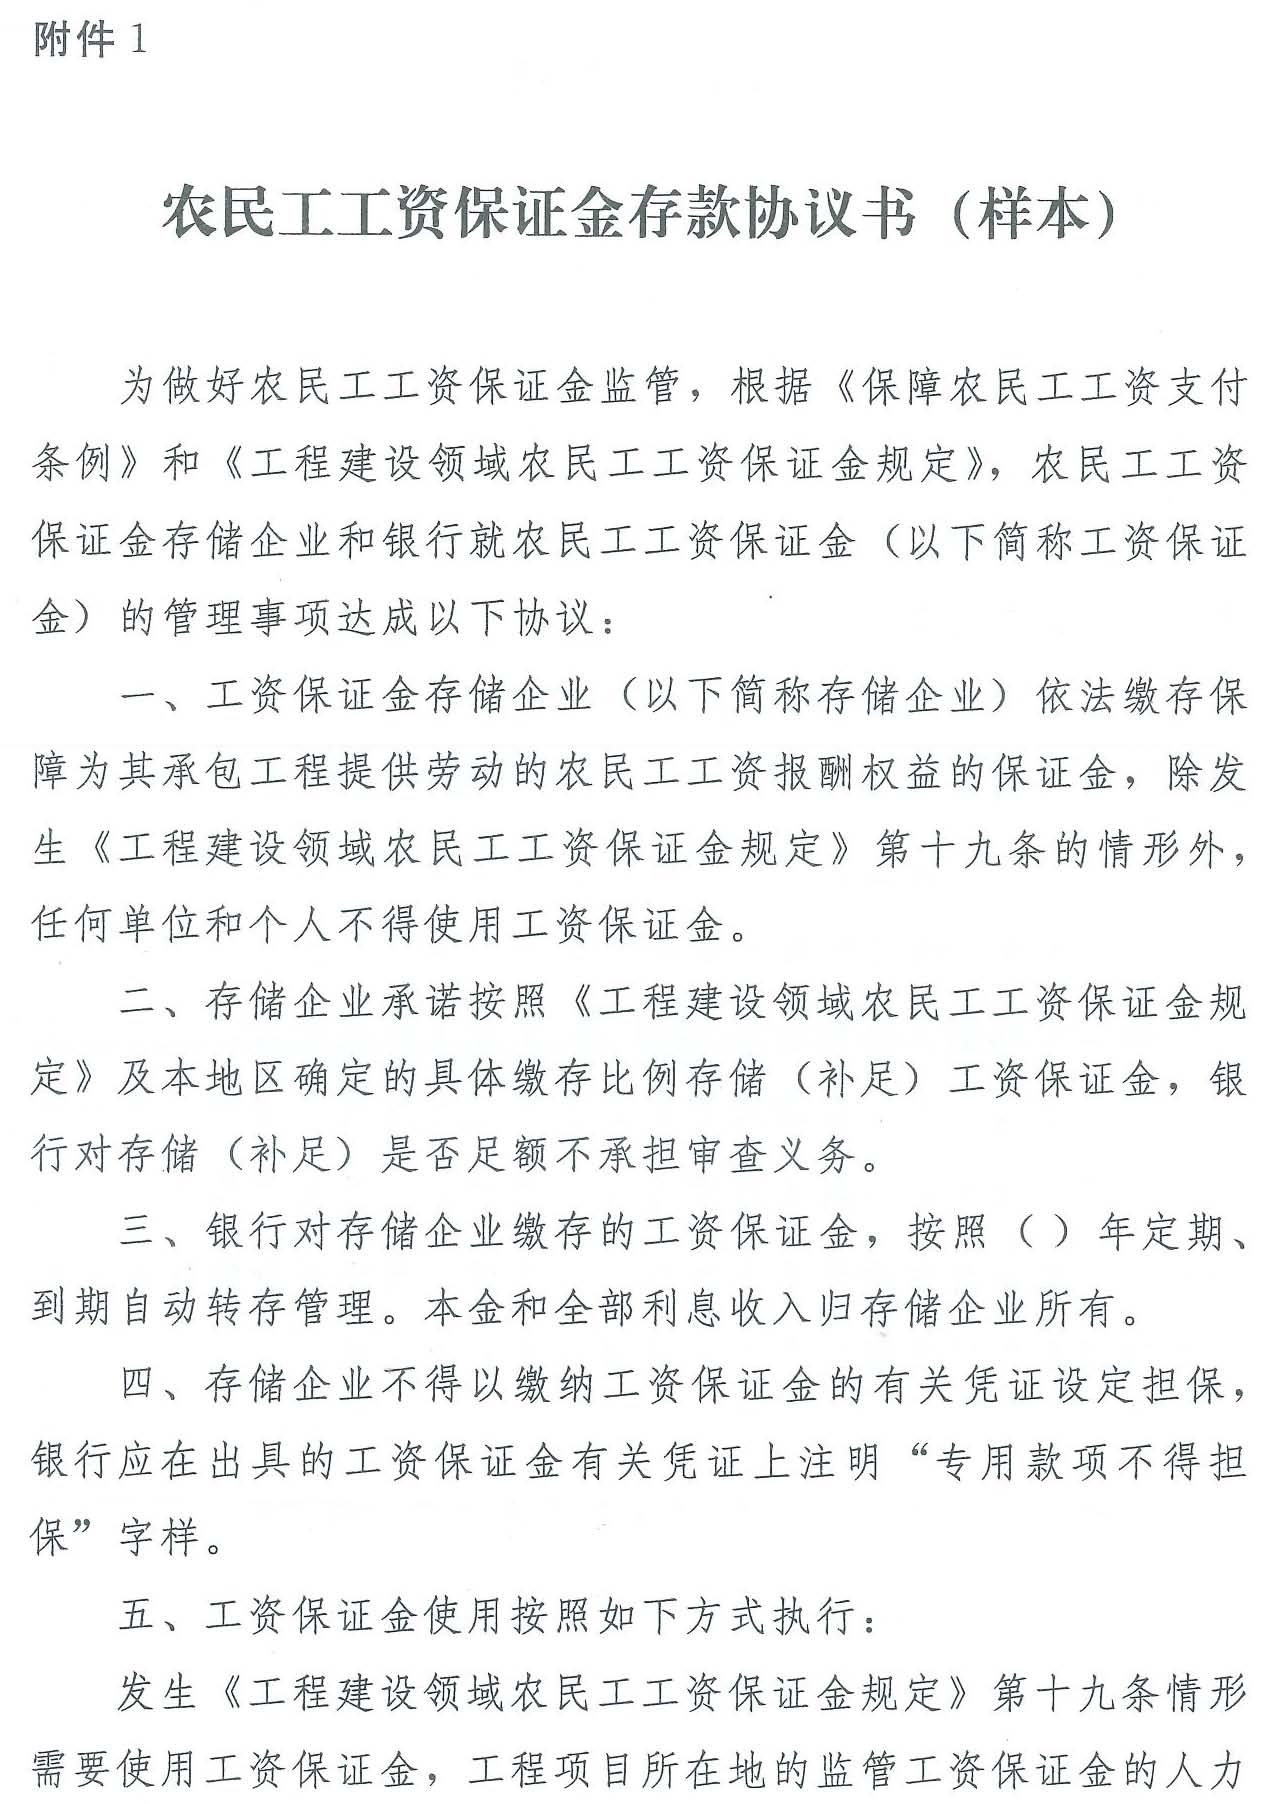 附件 1
农民工工资保证金存款协议书（样本）
为做好农民工工资保证金监管，根据《保障农民工工资支付
条例》和《工程建设领域农民工工资保证金规定》，农民工工资
保证金存储企业和银行就农民工工资保证金（以下简称工资保证
金）的管理事项达成以下协议：
一、工资保证金存储企业（以下简称存储企业）依法缴存保
障为其承包工程提供劳动的农民工工资报酬权益的保证金，除发
生《工程建设领域农民工工资保证金规定》第十九条的情形外，
任何单位和个人不得使用工资保证金。
二、存储企业承诺按照《工程建设领域农民工工资保证金规
定》及本地区确定的具体缴存比例存储（补足）工资保证金，银
行对存储（补足）是否足额不承担审查义务。
三、银行对存储企业缴存的工资保证金，按照（ ）年定期、
到期自动转存管理。本金和全部利息收入归存储企业所有。
四、存储企业不得以缴纳工资保证金的有关凭证设定担保，
银行应在出具的工资保证金有关凭证上注明“专用款项不得担
保”字样。
五、工资保证金使用按照如下方式执行：
发生《工程建设领域农民工工资保证金规定》第十九条情形
需要使用工资保证金，工程项目所在地的监管工资保证金的人力